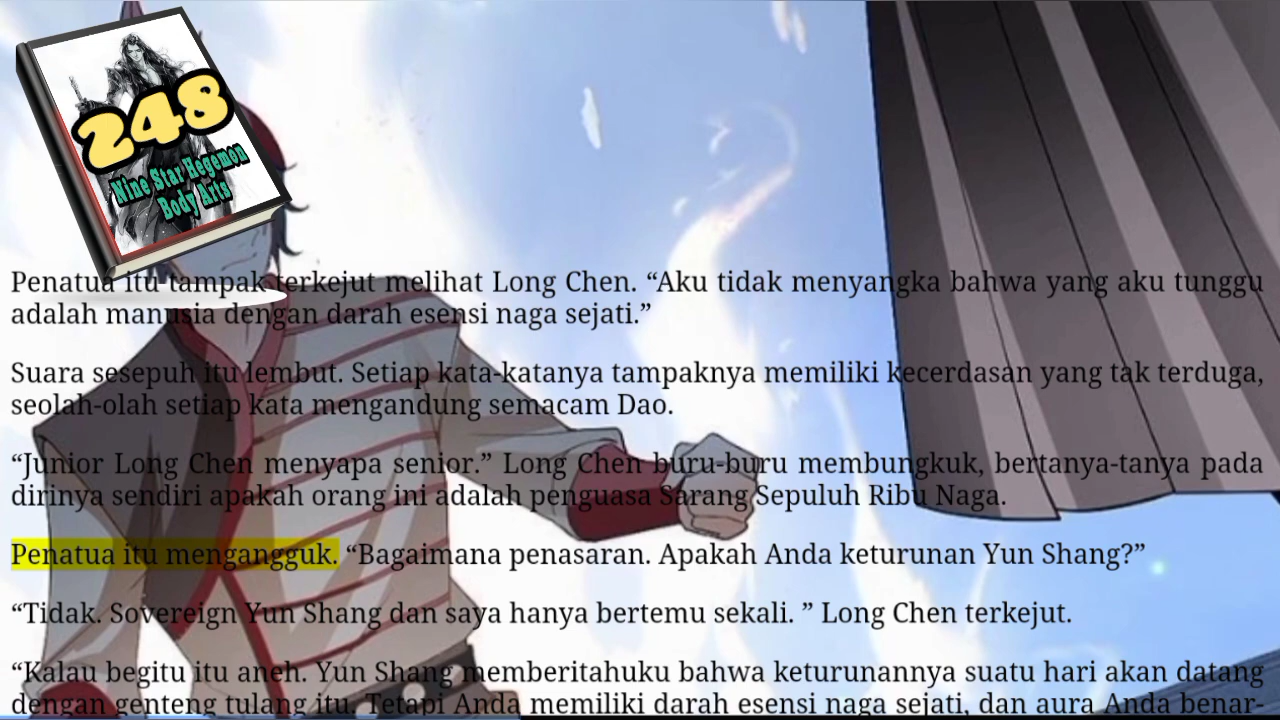 248
Nine Star Hegemon
Body Arts
Penatua itu tampak terkejut melihat Long Chen. “Aku tidak menyangka bahwa yang aku tunggu
adalah manusia dengan darah esensi naga sejati.”
Suara sesepuh itu lembut. Setiap kata-katanya tampaknya memiliki kecerdasan yang tak terduga,
seolah-olah setiap kata mengandung semacam Dao.
“Junior Long Chen menyapa senior.” Long Chen buru-buru membungkuk, bertanya-tanya pada
dirinya sendiri apakah orang ini adalah penguasa Sarang Sepuluh Ribu Naga.
Penatua itu mengangguk. “Bagaimana penasaran. Apakah Anda keturunan Yun Shang?”
“Tidak. Sovereign Yun Shang dan saya hanya bertemu sekali. ” Long Chen terkejut.
“Kalau begitu itu aneh. Yun Shang memberitahuku bahwa keturunannya suatu hari akan datang
dengan genteng tulang itu. Tetapi Anda memiliki darah esensi naga sejati, dan aura Anda benar-